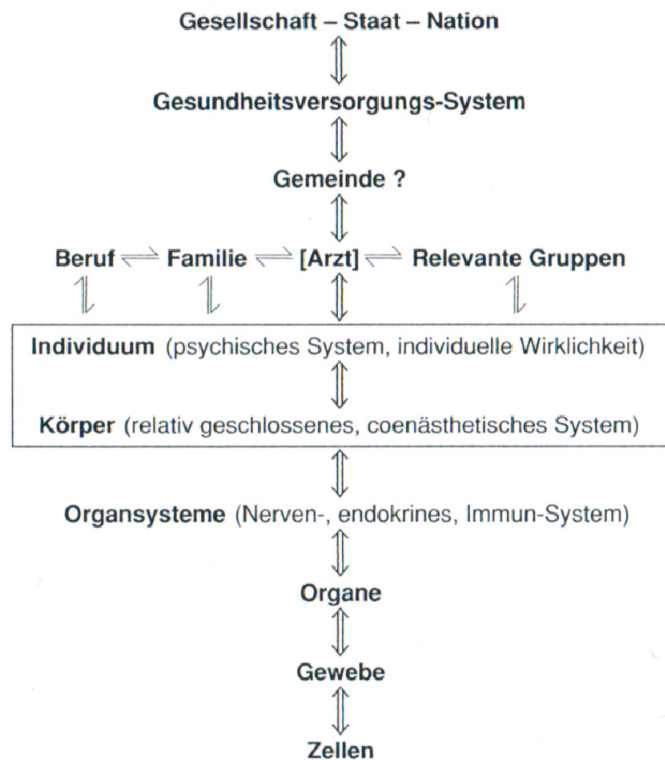 Gesellschaft – Staat – Nation
Gesundheitsversorgungs-System
Gemeinde ?
Beruf ⇌ Familie ⇌ [Arzt] ⇌ Relevante Gruppen
Individuum (psychisches System, individuelle Wirklichkeit)
Körper (relativ geschlossenes, coenästhetisches System)
Organsysteme (Nerven-, endokrines, Immun-System)
Organe
Gewebe
Zellen